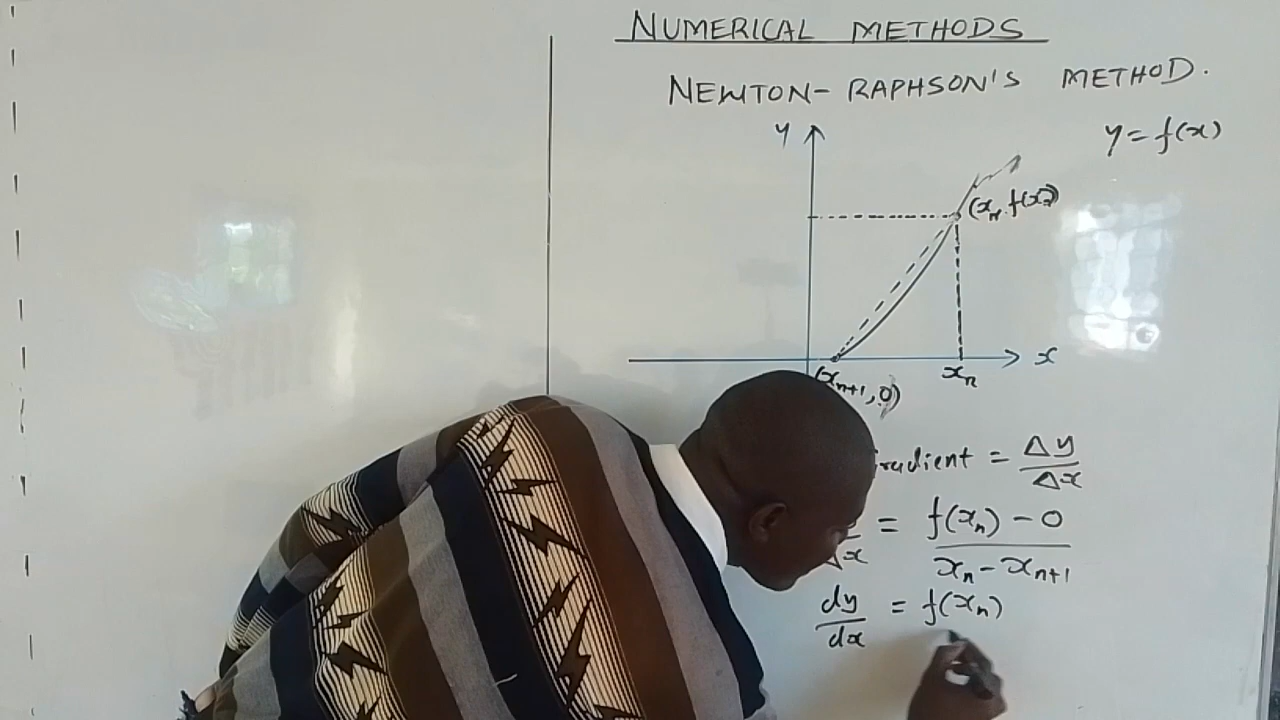 NUMERICAL METHODS
NEWTON-RAPHSON'S METHOD.
y = f(x)
y
(xₙ, f(xₙ))
x
xₙ
(xₙ₊₁, 0)
gradient = Δy/Δx
= f(xₙ) - 0 / xₙ - xₙ₊₁
dy/dx = f(xₙ)